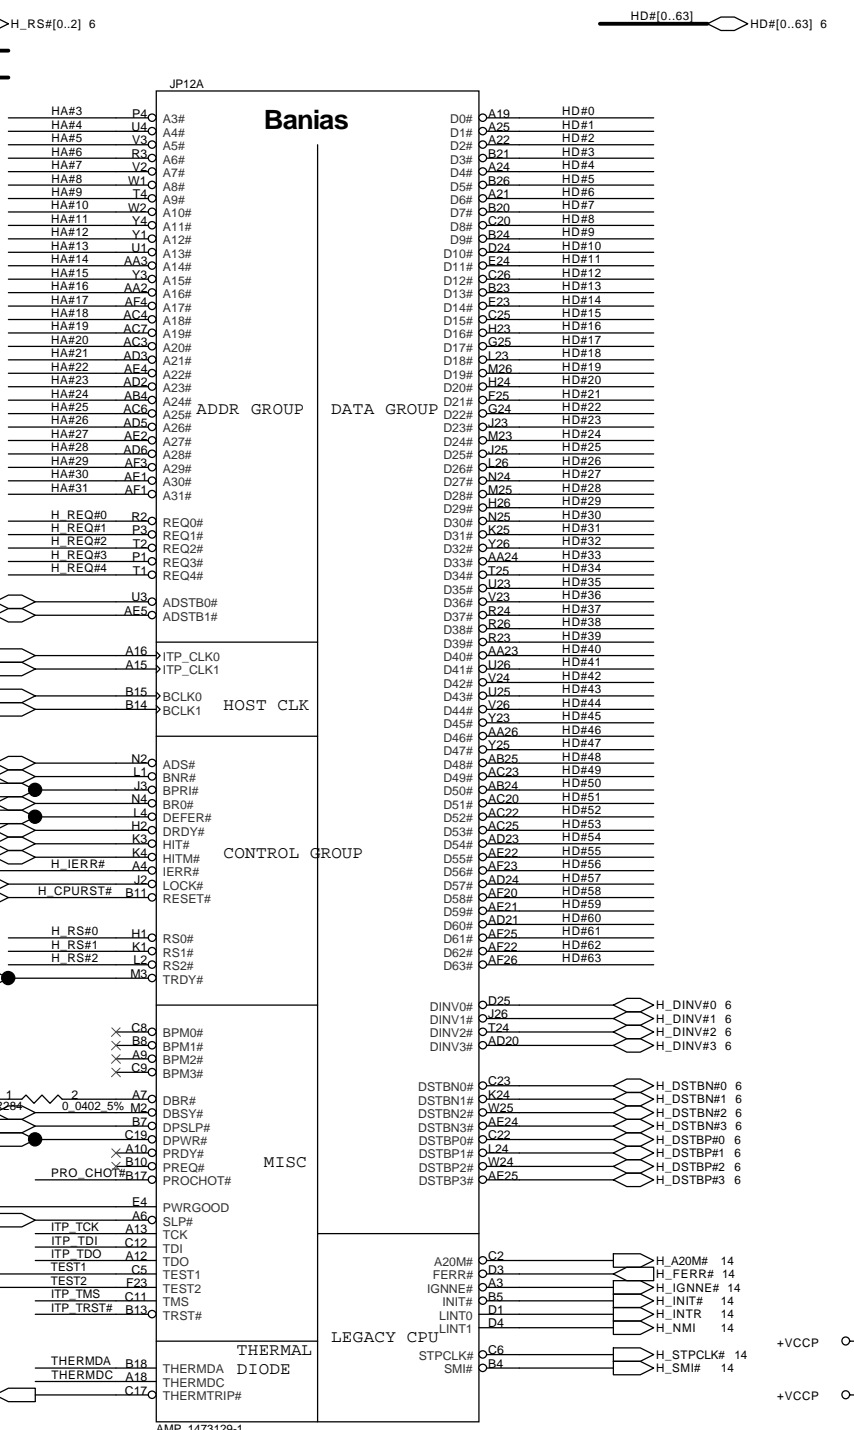 H_RS#[0..2] 6
HD#[0..63]
HD#[0..63] 6
JP12A
Banias
HA#3 P4 A3# D0# A19 HD#0
HA#4 U4 A4# D1# A25 HD#1
HA#5 V3 A5# D2# A22 HD#2
HA#6 R3 A6# D3# B21 HD#3
HA#7 V2 A7# D4# A24 HD#4
HA#8 W1 A8# D5# B26 HD#5
HA#9 T4 A9# D6# A21 HD#6
HA#10 W2 A10# D7# B20 HD#7
HA#11 Y4 A11# D8# C20 HD#8
HA#12 Y1 A12# D9# B24 HD#9
HA#13 U1 A13# D10# D24 HD#10
HA#14 AA3 A14# D11# E24 HD#11
HA#15 Y3 A15# D12# C26 HD#12
HA#16 AA2 A16# D13# B23 HD#13
HA#17 AF4 A17# D14# E23 HD#14
HA#18 AC4 A18# D15# C25 HD#15
HA#19 AC7 A19# D16# H23 HD#16
HA#20 AC3 A20# D17# G25 HD#17
HA#21 AD3 A21# D18# L23 HD#18
HA#22 AE4 A22# D19# M26 HD#19
HA#23 AD2 A23# D20# H24 HD#20
HA#24 AB4 A24# D21# F25 HD#21
HA#25 AC6 A25# ADDR GROUP DATA GROUP D22# G24 HD#22
HA#26 AD5 A26# D23# J23 HD#23
HA#27 AE2 A27# D24# M23 HD#24
HA#28 AD6 A28# D25# J25 HD#25
HA#29 AF3 A29# D26# L26 HD#26
HA#30 AE1 A30# D27# N24 HD#27
HA#31 AF1 A31# D28# M25 HD#28
D29# H26 HD#29
H_REQ#0 R2 REQ0# D30# N25 HD#30
H_REQ#1 P3 REQ1# D31# K25 HD#31
H_REQ#2 T2 REQ2# D32# Y26 HD#32
H_REQ#3 P1 REQ3# D33# AA24 HD#33
H_REQ#4 T1 REQ4# D34# T25 HD#34
D35# U23 HD#35
U3 ADSTB0# D36# V23 HD#36
AE5 ADSTB1# D37# R24 HD#37
D38# R26 HD#38
D39# R23 HD#39
A16 ITP_CLK0 D40# AA23 HD#40
A15 ITP_CLK1 D41# U26 HD#41
D42# V24 HD#42
B15 BCLK0 D43# U25 HD#43
B14 BCLK1 HOST CLK D44# V26 HD#44
D45# Y23 HD#45
D46# AA26 HD#46
D47# Y25 HD#47
N2 ADS# D48# AB25 HD#48
L1 BNR# D49# AC23 HD#49
J3 BPRI# D50# AB24 HD#50
N4 BR0# D51# AC20 HD#51
L4 DEFER# D52# AC22 HD#52
H2 DRDY# D53# AC25 HD#53
K3 HIT# D54# AD23 HD#54
K4 HITM# CONTROL GROUP D55# AE22 HD#55
H_IERR# A4 IERR# D56# AF23 HD#56
J2 LOCK# D57# AD24 HD#57
H_CPURST# B11 RESET# D58# AF20 HD#58
D59# AE21 HD#59
D60# AD21 HD#60
H_RS#0 H1 RS0# D61# AF25 HD#61
H_RS#1 K1 RS1# D62# AF22 HD#62
H_RS#2 L2 RS2# D63# AF26 HD#63
M3 TRDY#
DINV0# D25 H_DINV#0 6
DINV1# J26 H_DINV#1 6
C8 BPM0# DINV2# T24 H_DINV#2 6
B8 BPM1# DINV3# AD20 H_DINV#3 6
A9 BPM2#
C9 BPM3#
DSTBN0# C23 H_DSTBN#0 6
1 2 A7 DBR# DSTBN1# K24 H_DSTBN#1 6
0_0402_5% M2 DBSY# DSTBN2# W25 H_DSTBN#2 6
B7 DPSLP# DSTBN3# AE24 H_DSTBN#3 6
C19 DPWR# DSTBP0# C22 H_DSTBP#0 6
A10 PRDY# DSTBP1# L24 H_DSTBP#1 6
B10 PREQ# MISC DSTBP2# W24 H_DSTBP#2 6
PRO_CHOT# B17 PROCHOT# DSTBP3# AE25 H_DSTBP#3 6
E4 PWRGOOD
A6 SLP#
ITP_TCK A13 TCK
ITP_TDI C12 TDI
ITP_TDO A12 TDO A20M# C2 H_A20M# 14
TEST1 C5 TEST1 FERR# D3 H_FERR# 14
TEST2 F23 TEST2 IGNNE# A3 H_IGNNE# 14
ITP_TMS C11 TMS INIT# B5 H_INIT# 14
ITP_TRST# B13 TRST# LINT0 D1 H_INTR 14
LEGACY CPU LINT1 D4 H_NMI 14
+VCCP
THERMAL
DIODE
STPCLK# C6 H_STPCLK# 14
THERMDA B18 THERMDA SMI# B4 H_SMI# 14
THERMDC A18 THERMDC
C17 THERMTRIP#
+VCCP
AMP_1473129-1